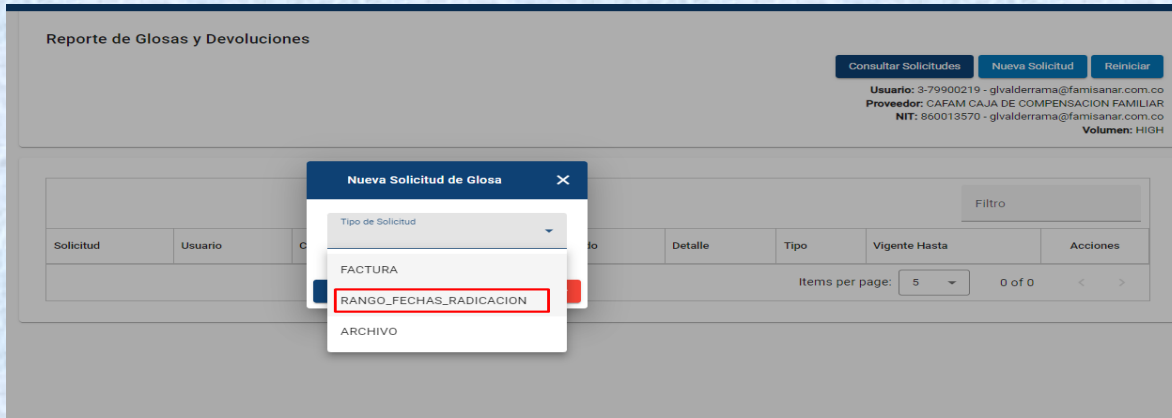 Reporte de Glosas y Devoluciones
Consultar Solicitudes Nueva Solicitud Reiniciar
Usuario: 3-79900219 - glvalderrama@famisanar.com.co
Proveedor: CAFAM CAJA DE COMPENSACION FAMILIAR
NIT: 860013570 - glvalderrama@famisanar.com.co
Volumen: HIGH
Nueva Solicitud de Glosa
Tipo de Solicitud
Filtro
Solicitud Usuario Detalle Tipo Vigente Hasta Acciones
FACTURA
Items per page: 5 0 of 0
RANGO_FECHAS_RADICACION
ARCHIVO